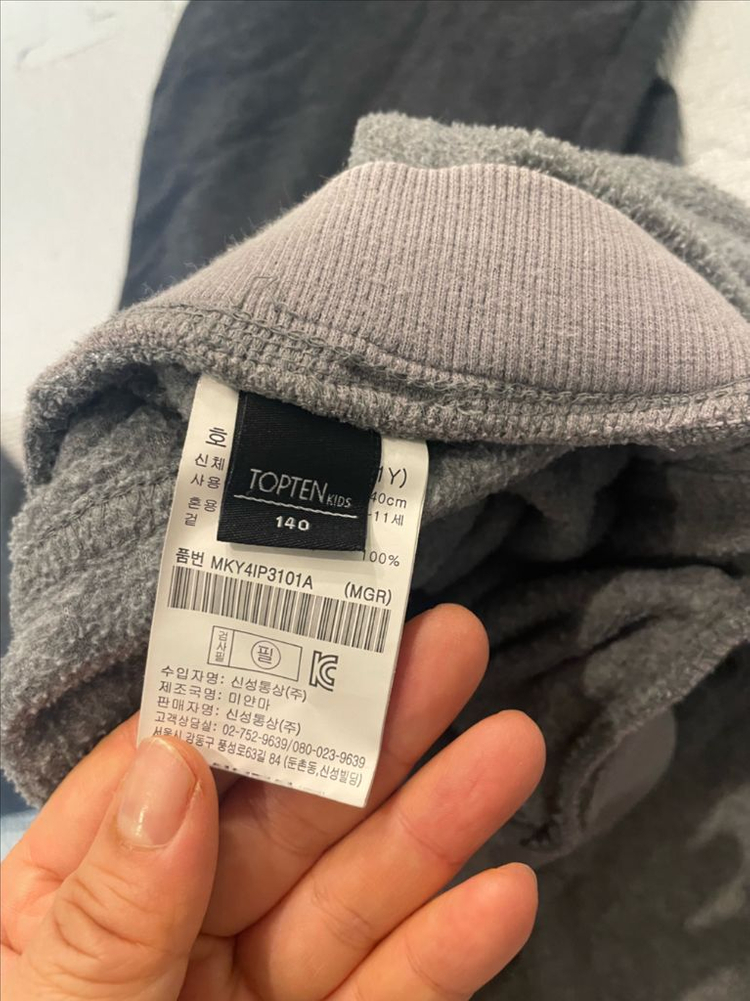 호
신체
사용
혼용
겉
TOPTEN KIDS
140
1Y)
40cm
-11세
100%
품번 MKY4IP3101A (MGR)
검사필
필
수입자명: 신성통상(주)
제조국명: 미얀마
판매자명: 신성통상(주)
고객상담실: 02-752-9639/080-023-9639
서울시 강동구 풍성로63길 84 (둔촌동,신성빌딩)